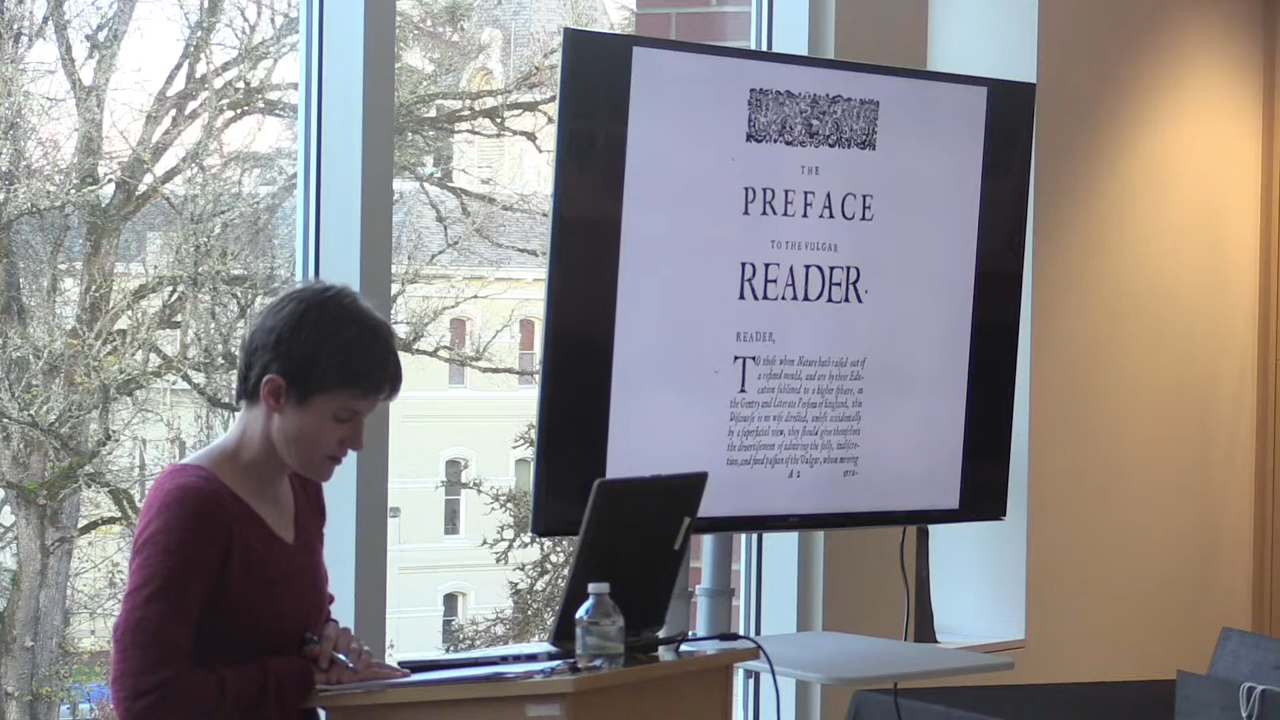 THE
PREFACE
TO THE VULGAR
READER.
READER,
TO those whom Nature hath raised out of
a refined mould, and are by their Edu-
cation sublimed to a higher sphere, as
the Gentry and Literate Persons of England, this
Discourse is no wise directed, unless accidentally
by a superficial view, they should give themselves
the divertisement of admiring the folly, indiscre-
tion, and fond passion of the Vulgar, whom moving
A 2